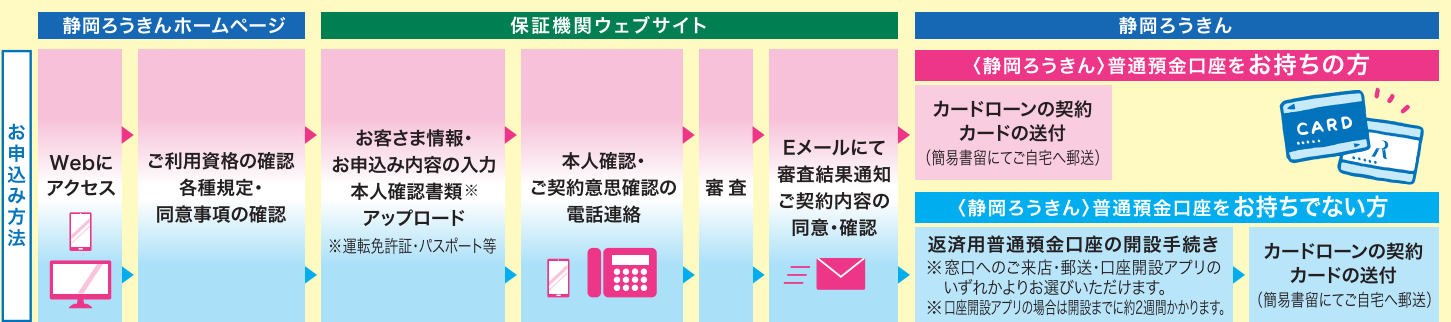 静岡ろうきんホームページ
保証機関ウェブサイト
静岡ろうきん
お申込み方法
Webに
アクセス
ご利用資格の確認
各種規定・
同意事項の確認
お客さま情報・
お申込み内容の入力
本人確認書類※
アップロード
※運転免許証・パスポート等
本人確認・
ご契約意思確認の
電話連絡
審査
Eメールにて
審査結果通知
ご契約内容の
同意・確認
〈静岡ろうきん〉普通預金口座をお持ちの方
カードローンの契約
カードの送付
(簡易書留にてご自宅へ郵送)
CARD
R
〈静岡ろうきん〉普通預金口座をお持ちでない方
返済用普通預金口座の開設手続き
※窓口へのご来店・郵送・口座開設アプリの
いずれかよりお選びいただけます。
※口座開設アプリの場合は開設までに約2週間かかります。
カードローンの契約
カードの送付
(簡易書留にてご自宅へ郵送)